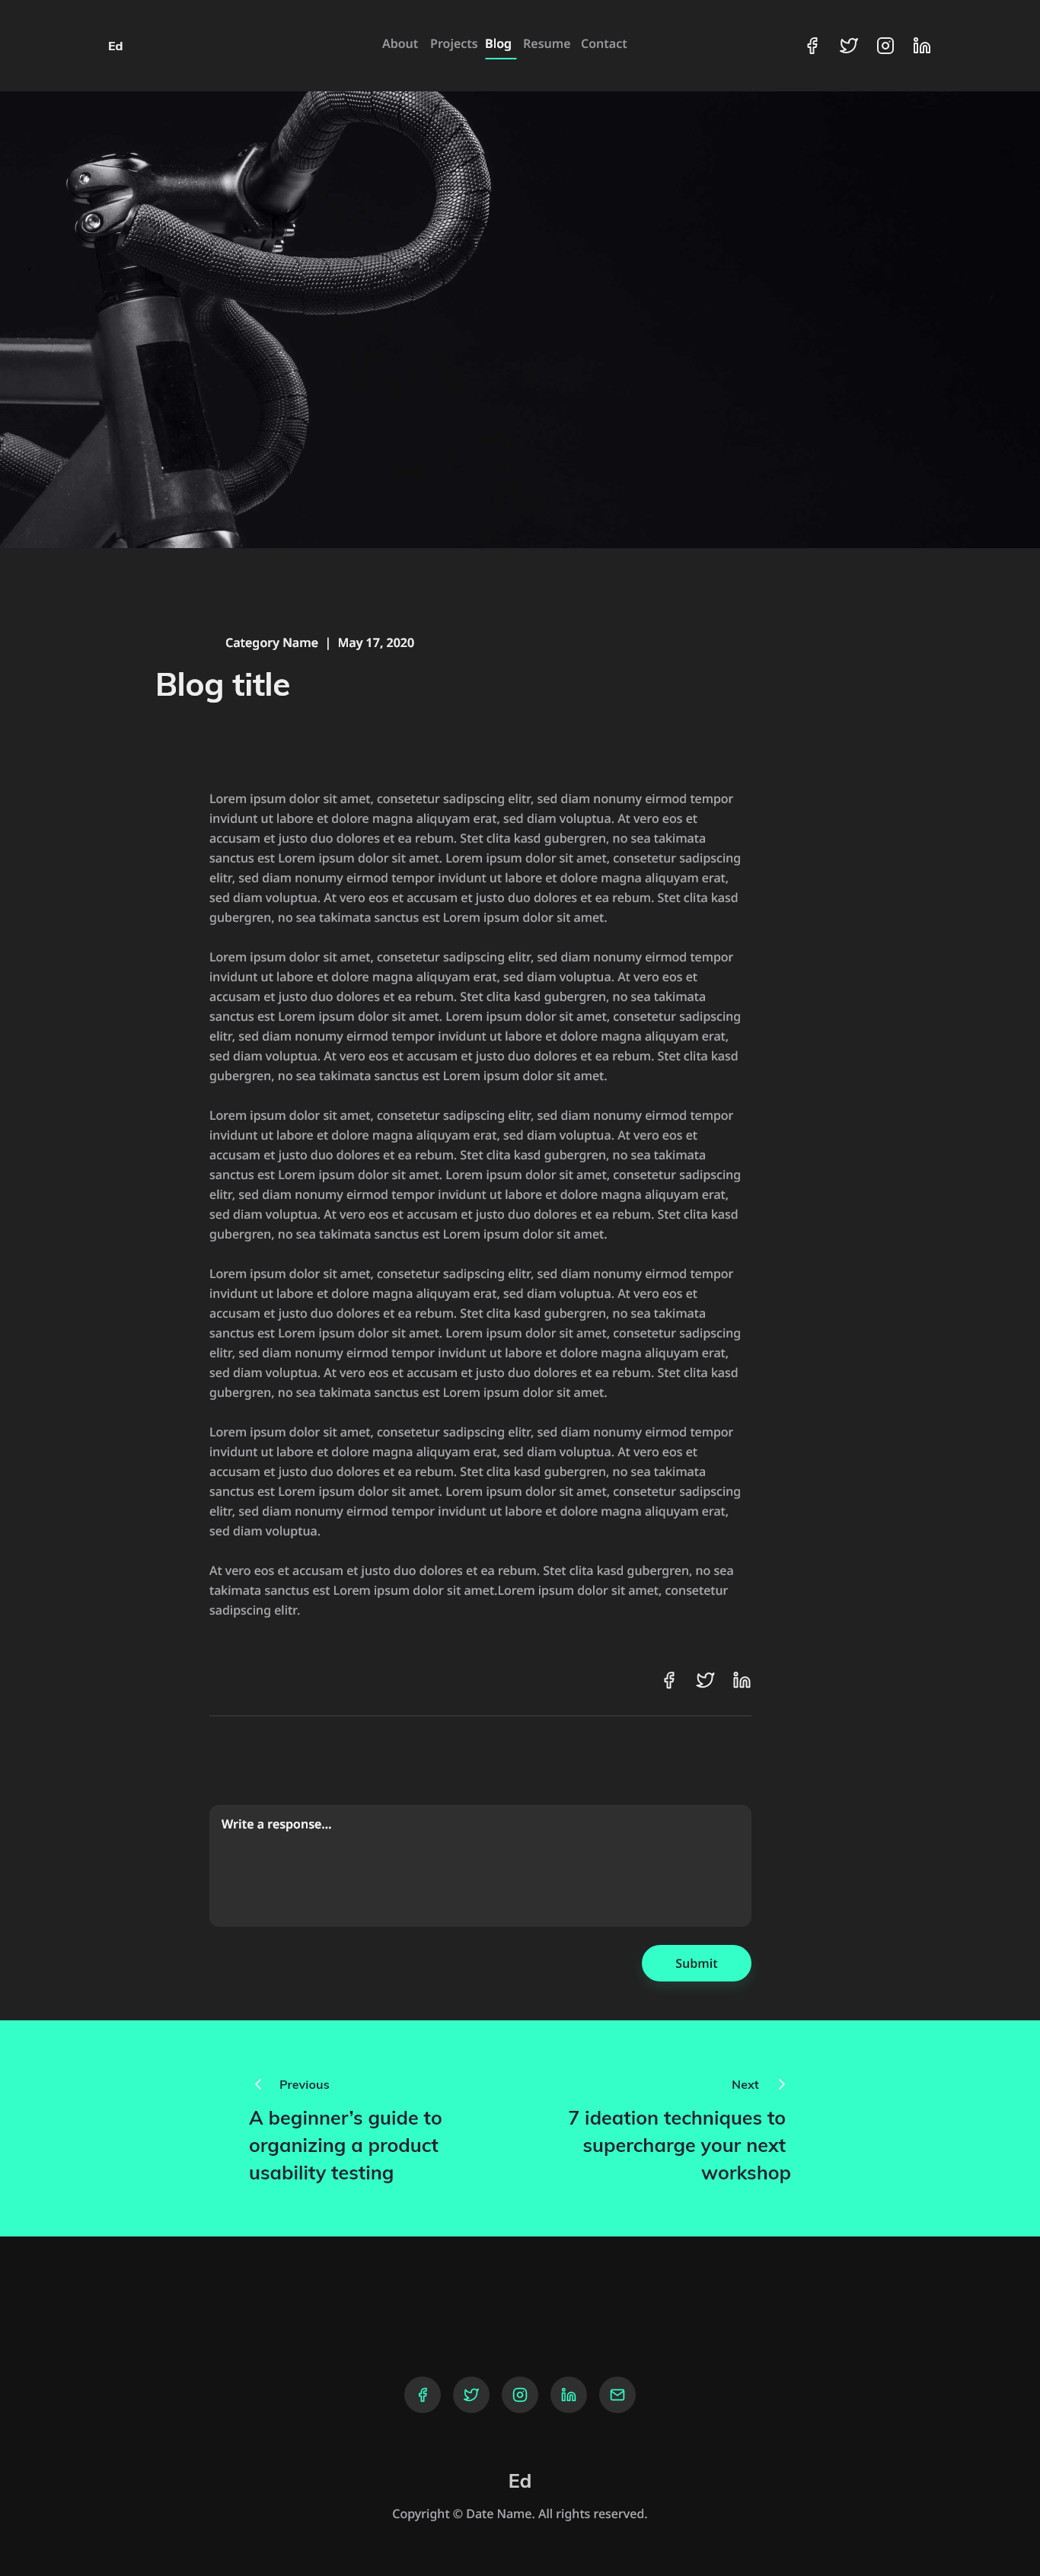 Ed
About Projects Blog Resume Contact
Category Name | May 17, 2020
Blog title
Lorem ipsum dolor sit amet, consetetur sadipscing elitr, sed diam nonumy eirmod tempor
invidunt ut labore et dolore magna aliquyam erat, sed diam voluptua. At vero eos et
accusam et justo duo dolores et ea rebum. Stet clita kasd gubergren, no sea takimata
sanctus est Lorem ipsum dolor sit amet. Lorem ipsum dolor sit amet, consetetur sadipscing
elitr, sed diam nonumy eirmod tempor invidunt ut labore et dolore magna aliquyam erat,
sed diam voluptua. At vero eos et accusam et justo duo dolores et ea rebum. Stet clita kasd
gubergren, no sea takimata sanctus est Lorem ipsum dolor sit amet.
Lorem ipsum dolor sit amet, consetetur sadipscing elitr, sed diam nonumy eirmod tempor
invidunt ut labore et dolore magna aliquyam erat, sed diam voluptua. At vero eos et
accusam et justo duo dolores et ea rebum. Stet clita kasd gubergren, no sea takimata
sanctus est Lorem ipsum dolor sit amet. Lorem ipsum dolor sit amet, consetetur sadipscing
elitr, sed diam nonumy eirmod tempor invidunt ut labore et dolore magna aliquyam erat,
sed diam voluptua. At vero eos et accusam et justo duo dolores et ea rebum. Stet clita kasd
gubergren, no sea takimata sanctus est Lorem ipsum dolor sit amet.
Lorem ipsum dolor sit amet, consetetur sadipscing elitr, sed diam nonumy eirmod tempor
invidunt ut labore et dolore magna aliquyam erat, sed diam voluptua. At vero eos et
accusam et justo duo dolores et ea rebum. Stet clita kasd gubergren, no sea takimata
sanctus est Lorem ipsum dolor sit amet. Lorem ipsum dolor sit amet, consetetur sadipscing
elitr, sed diam nonumy eirmod tempor invidunt ut labore et dolore magna aliquyam erat,
sed diam voluptua. At vero eos et accusam et justo duo dolores et ea rebum. Stet clita kasd
gubergren, no sea takimata sanctus est Lorem ipsum dolor sit amet.
Lorem ipsum dolor sit amet, consetetur sadipscing elitr, sed diam nonumy eirmod tempor
invidunt ut labore et dolore magna aliquyam erat, sed diam voluptua. At vero eos et
accusam et justo duo dolores et ea rebum. Stet clita kasd gubergren, no sea takimata
sanctus est Lorem ipsum dolor sit amet. Lorem ipsum dolor sit amet, consetetur sadipscing
elitr, sed diam nonumy eirmod tempor invidunt ut labore et dolore magna aliquyam erat,
sed diam voluptua. At vero eos et accusam et justo duo dolores et ea rebum. Stet clita kasd
gubergren, no sea takimata sanctus est Lorem ipsum dolor sit amet.
Lorem ipsum dolor sit amet, consetetur sadipscing elitr, sed diam nonumy eirmod tempor
invidunt ut labore et dolore magna aliquyam erat, sed diam voluptua. At vero eos et
accusam et justo duo dolores et ea rebum. Stet clita kasd gubergren, no sea takimata
sanctus est Lorem ipsum dolor sit amet. Lorem ipsum dolor sit amet, consetetur sadipscing
elitr, sed diam nonumy eirmod tempor invidunt ut labore et dolore magna aliquyam erat,
sed diam voluptua.
At vero eos et accusam et justo duo dolores et ea rebum. Stet clita kasd gubergren, no sea
takimata sanctus est Lorem ipsum dolor sit amet.Lorem ipsum dolor sit amet, consetetur
sadipscing elitr.
Write a response...
Submit
Previous
A beginner’s guide to
organizing a product
usability testing
Next
7 ideation techniques to
supercharge your next
workshop
Ed
Copyright © Date Name. All rights reserved.